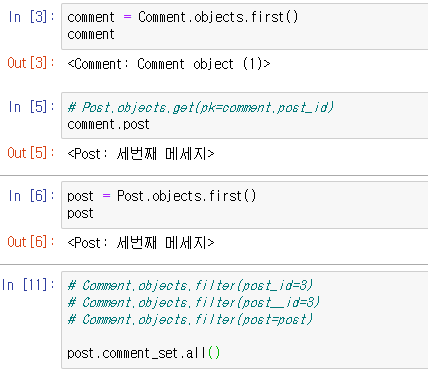 In [3]: comment = Comment.objects.first()
comment
Out[3]: <Comment: Comment object (1)>
In [5]: # Post.objects.get(pk=comment.post_id)
comment.post
Out[5]: <Post: 세번째 메세지>
In [6]: post = Post.objects.first()
post
Out[6]: <Post: 세번째 메세지>
In [11]: # Comment.objects.filter(post_id=3)
# Comment.objects.filter(post__id=3)
# Comment=objects.filter(post=post)
post.comment_set.all()